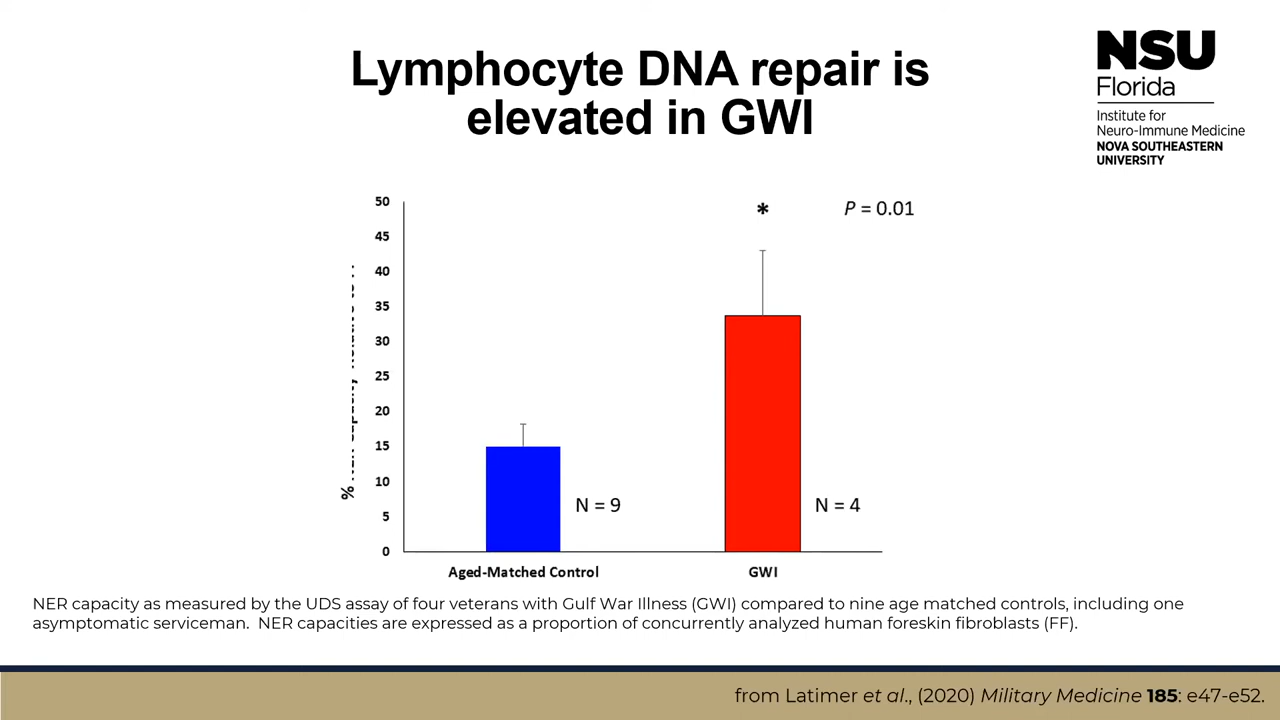 Lymphocyte DNA repair is
elevated in GWI
NSU
Florida
Institute for
Neuro-Immune Medicine
NOVA SOUTHEASTERN
UNIVERSITY
50
45
40
35
30
25
20
15
10
5
0
%
*
P = 0.01
N = 9
N = 4
Aged-Matched Control
GWI
NER capacity as measured by the UDS assay of four veterans with Gulf War Illness (GWI) compared to nine age matched controls, including one
asymptomatic serviceman. NER capacities are expressed as a proportion of concurrently analyzed human foreskin fibroblasts (FF).
from Latimer et al., (2020) Military Medicine 185: e47-e52.